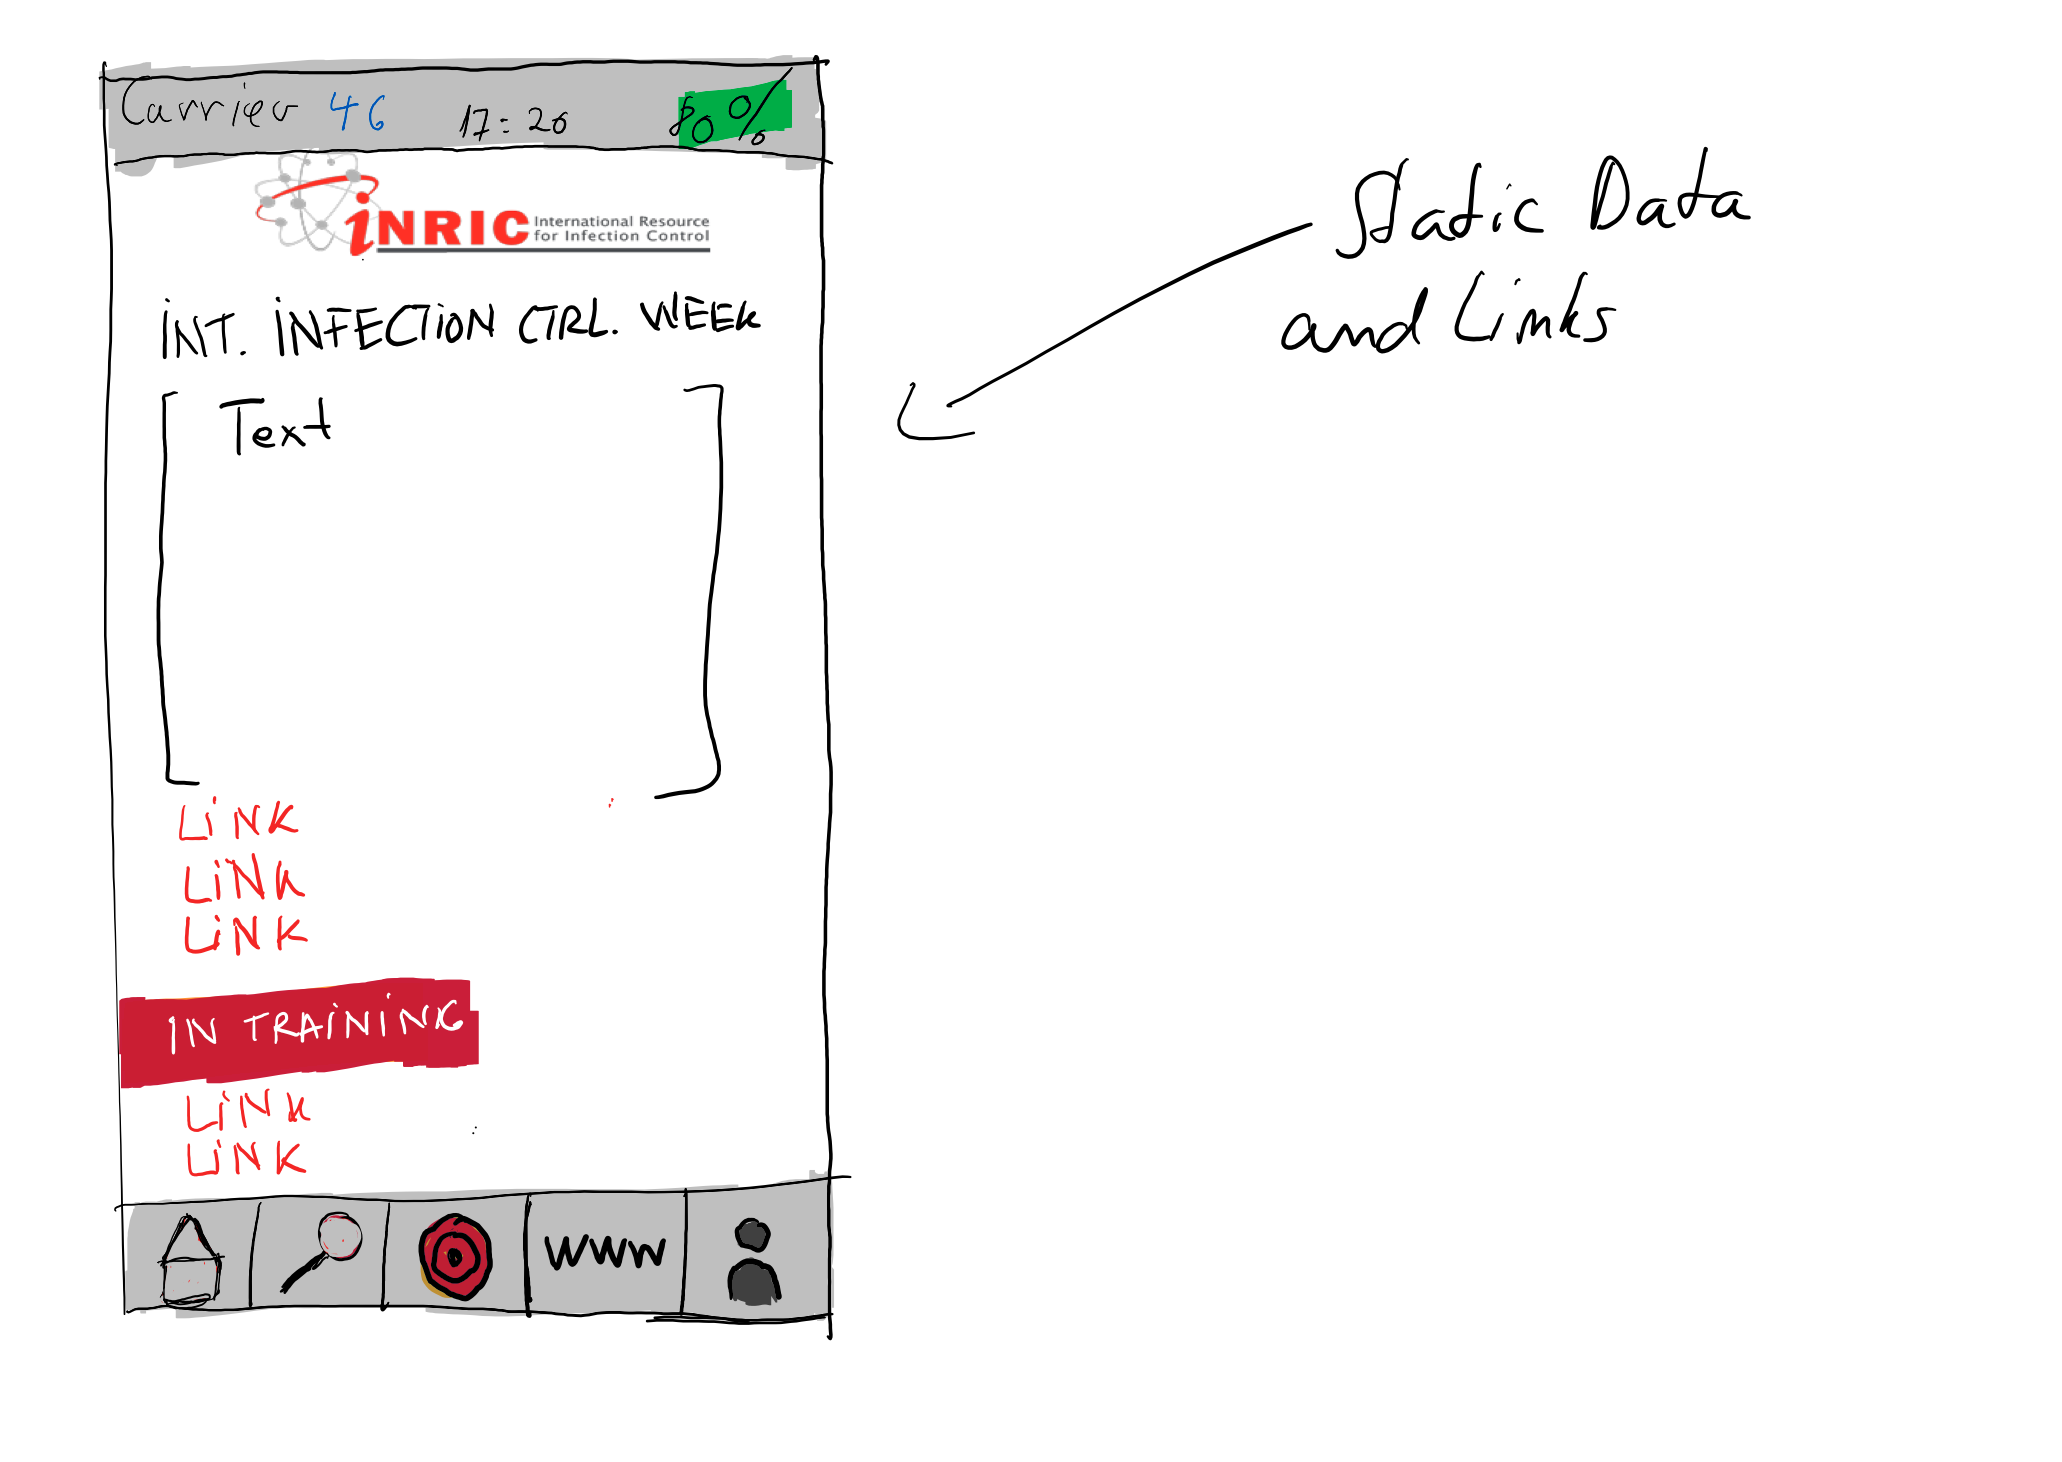 Carrier 4G 17:20 80%
iNRIC International Resource
for Infection Control
INT. INFECTION CTRL. WEEK
Text
LINK
LINK
LINK
IN TRAINING
LINK
LINK
WWW
Static Data
and Links